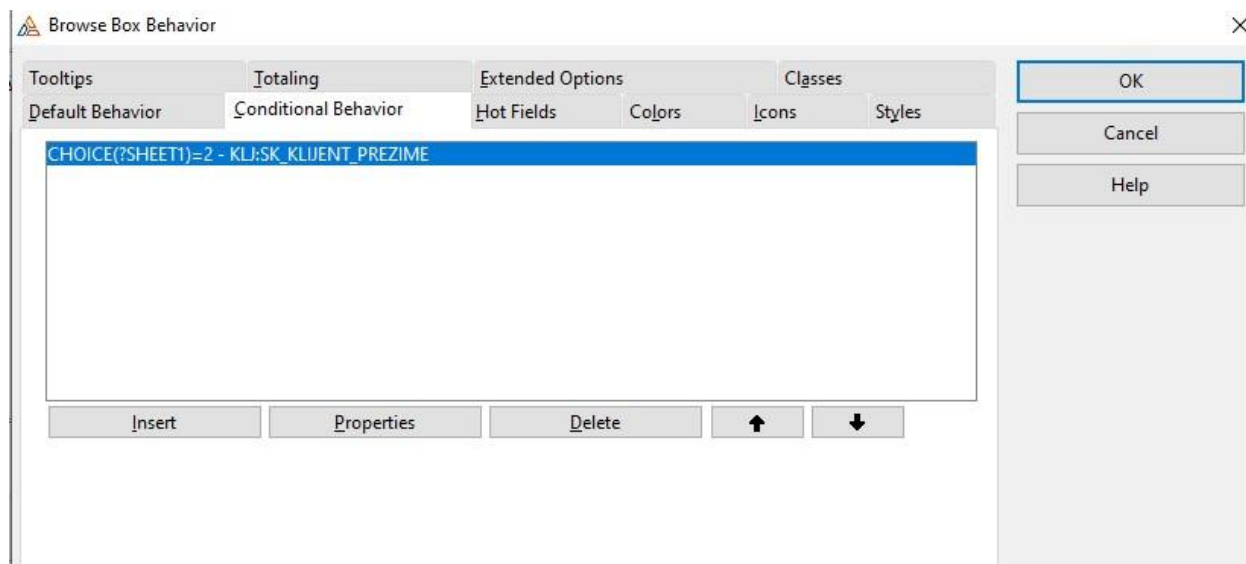 Browse Box Behavior
Tooltips Totaling Extended Options Classes
Default Behavior Conditional Behavior Hot Fields Colors Icons Styles
CHOICE(?SHEET1)=2 - KLJ:SK_KLIJENT_PREZIME
Insert Properties Delete
OK
Cancel
Help